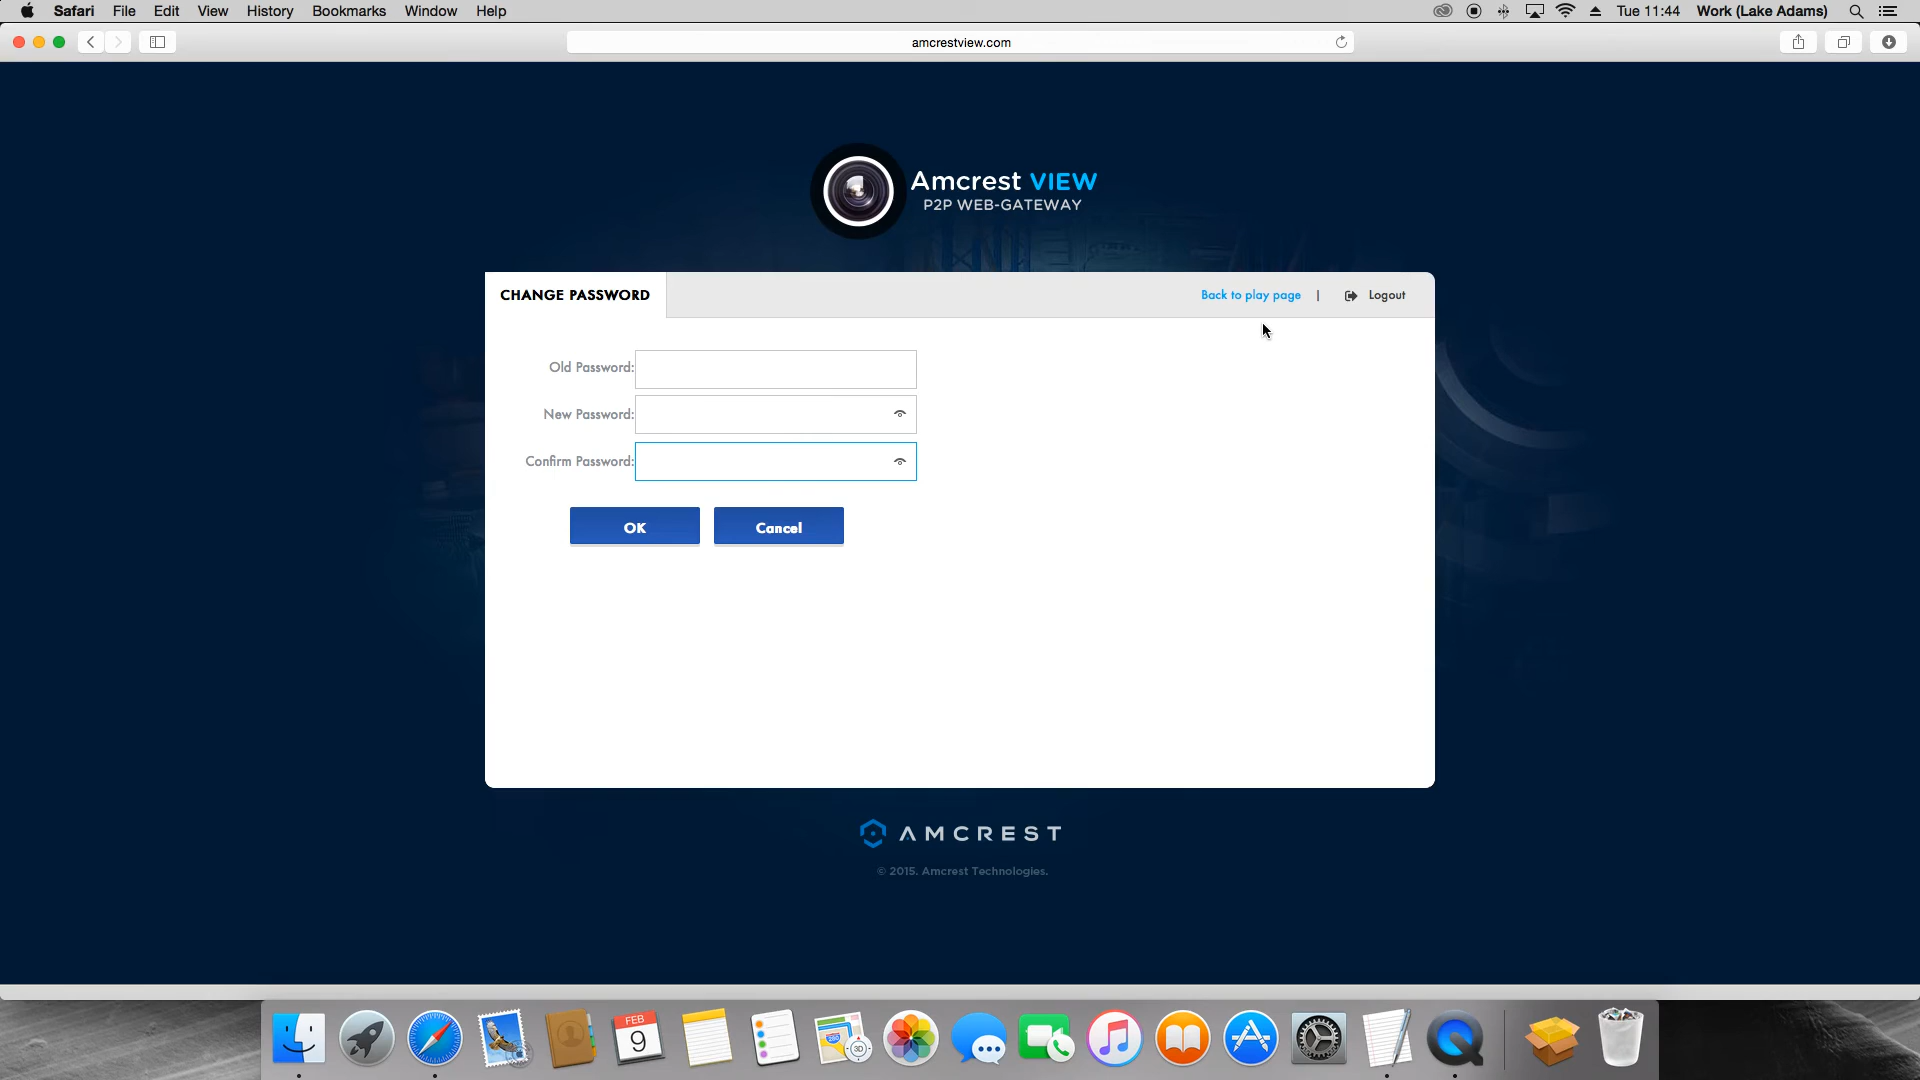 Safari File Edit View History Bookmarks Window Help Tue 11:44 Work (Lake Adams)
amcrestview.com
Amcrest VIEW
P2P WEB-GATEWAY
CHANGE PASSWORD Back to play page | Logout
Old Password:
New Password:
Confirm Password:
OK Cancel
AMCREST
© 2015. Amcrest Technologies.
FEB
9
280
3D